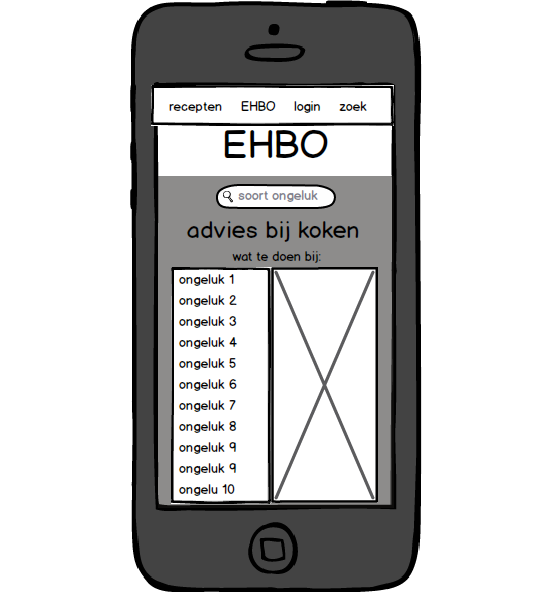 recepten EHBO login zoek
EHBO
soort ongeluk
advies bij koken
wat te doen bij:
ongeluk 1
ongeluk 2
ongeluk 3
ongeluk 4
ongeluk 5
ongeluk 6
ongeluk 7
ongeluk 8
ongeluk 9
ongeluk 9
ongelu 10